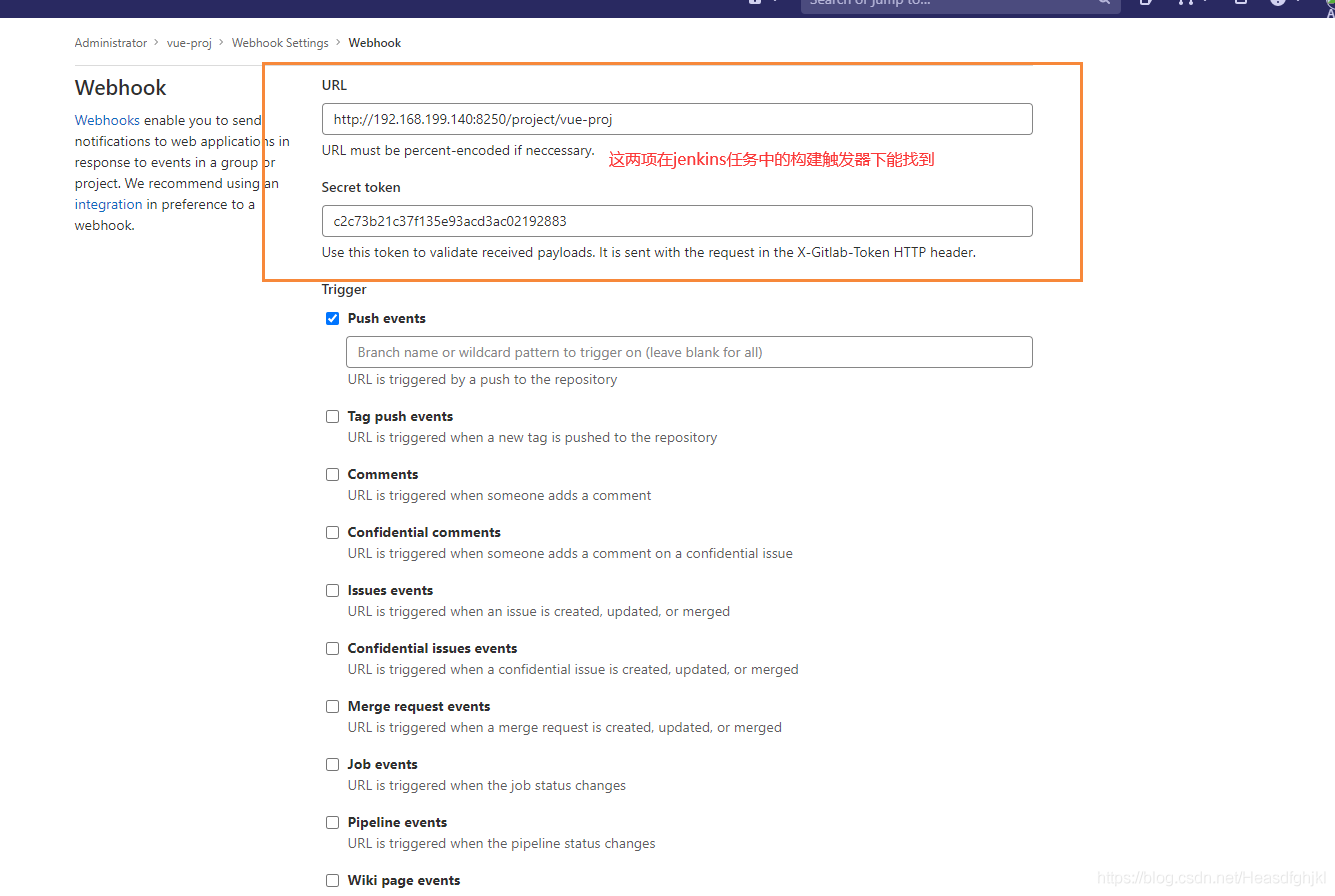 Search or jump to...
Administrator > vue-proj > Webhook Settings > Webhook
Webhook
Webhooks enable you to send
notifications to web applications in
response to events in a group or
project. We recommend using an
integration in preference to a
webhook.
URL
http://192.168.199.140:8250/project/vue-proj
URL must be percent-encoded if neccessary.
这两项在jenkins任务中的构建触发器下能找到
Secret token
c2c73b21c37f135e93acd3ac02192883
Use this token to validate received payloads. It is sent with the request in the X-Gitlab-Token HTTP header.
Trigger
Push events
Branch name or wildcard pattern to trigger on (leave blank for all)
URL is triggered by a push to the repository
Tag push events
URL is triggered when a new tag is pushed to the repository
Comments
URL is triggered when someone adds a comment
Confidential comments
URL is triggered when someone adds a comment on a confidential issue
Issues events
URL is triggered when an issue is created, updated, or merged
Confidential issues events
URL is triggered when a confidential issue is created, updated, or merged
Merge request events
URL is triggered when a merge request is created, updated, or merged
Job events
URL is triggered when the job status changes
Pipeline events
URL is triggered when the pipeline status changes
Wiki page events
https://blog.csdn.net/Heasdfghjkl